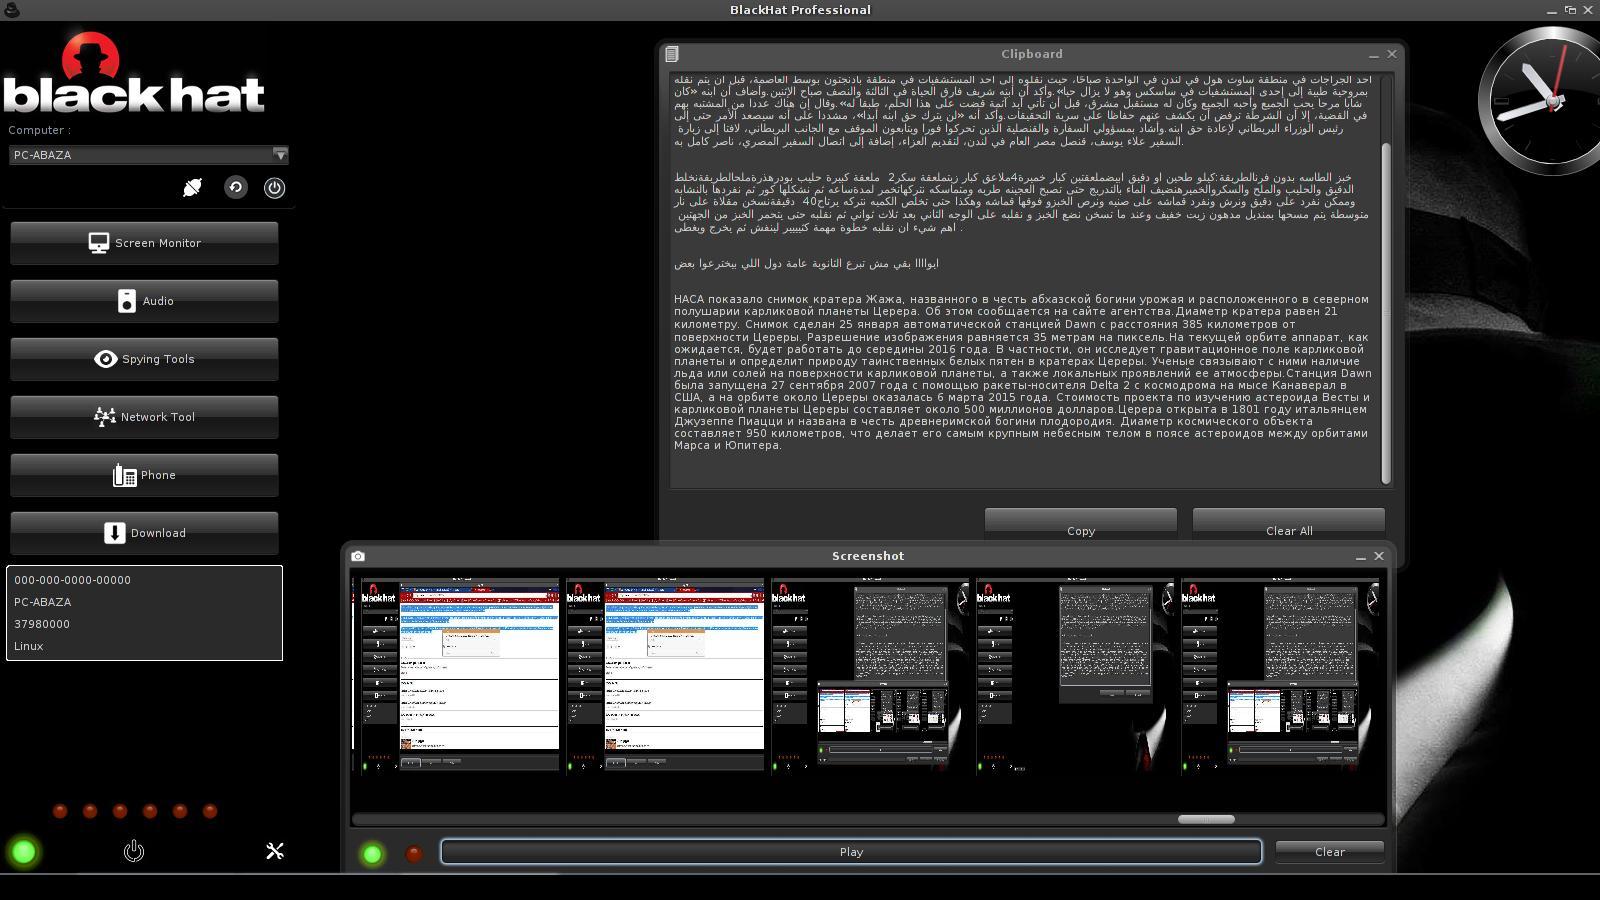 BlackHat Professional
black hat
Computer :
PC-ABAZA
Screen Monitor
Audio
Spying Tools
Network Tool
Phone
Download
000-000-0000-00000
PC-ABAZA
37980000
Linux
Clipboard
احد الجراجات في منطقة ساوث هول في لندن في الواحدة صباحًا، حيث نقلوه إلى احد المستشفيات في منطقة بادنجتون بوسط العاصمة، قبل ان يتم نقله
بمروحية طبية إلى إحدى المستشفيات في ساسكس وهو لا يزال حيا».وأكد أن أبنه شريف فارق الحياة في الثالثة والنصف صباح الإثنين.وأضاف أن ابنه «كان
شابا مرحا يحب الجميع وأحبه الجميع وكان له مستقبل مشرق، قبل أن تأتي أيد آثمة قضت على هذا الحلم، طبقا له».وقال إن هناك عددا من المشتبه بهم
في القضية، إلا أن الشرطة ترفض أن يكشف عنهم حفاظا على سرية التحقيقات.وأكد أنه «لن يترك حق ابنه أبدا»، مشددا على أنه سيصعد الأمر حتى إلى
رئيس الوزراء البريطاني لإعادة حق ابنه.وأشاد بمسؤولي السفارة والقنصلية الذين تحركوا فورا ويتابعون الموقف مع الجانب البريطاني، لافتا إلى زيارة
السفير علاء يوسف، قنصل مصر العام في لندن، لتقديم العزاء، إضافة إلى اتصال السفير المصري، ناصر كامل به.
خبز الطاسه بدون فرنالطريقة:كيلو طحين او دقيق ابيضملعقتين كبار خميرة4ملاعق كبار زيتملعقة سكر2 ملعقة كبيرة حليب بودرهذرةملحالطريقةنخلط
الدقيق والحليب والملح والسكروالخميرهنضيف الماء بالتدريج حتى تصبح العجينه طريه ومتماسكه نتركهاتخمر لمدةساعه ثم نشكلها كور ثم نفردها بالنشابه
وممكن نفرد على دقيق ونرش ونفرد قماشه على صنيه ونرص الخبزو فوقها قماشه وهكذا حتى تخلص الكميه نتركه يرتاح40 دقيقةنسخن مقلاة على نار
متوسطة يتم مسحها بمنديل مدهون زيت خفيف وعند ما تسخن نضع الخبز و نقلبه على الوجه الثاني بعد ثلاث ثواني ثم نقلبه حتى يتحمر الخبز من الجهتين
اهم شيء ان نقلبه خطوة مهمة كتيييير لينفش ثم يخرج ويغطى .
ايواااا بقي مش تبرع الثانوية عامة دول اللي بيخترعوا بعض
НАСА показало снимок кратера Жажа, названного в честь абхазской богини урожая и расположенного в северном
полушарии карликовой планеты Церера. Об этом сообщается на сайте агентства.Диаметр кратера равен 21
километру. Снимок сделан 25 января автоматической станцией Dawn с расстояния 385 километров от
поверхности Цереры. Разрешение изображения равняется 35 метрам на пиксель.На текущей орбите аппарат, как
ожидается, будет работать до середины 2016 года. В частности, он исследует гравитационное поле карликовой
планеты и определит природу таинственных белых пятен в кратерах Цереры. Ученые связывают с ними наличие
льда или солей на поверхности карликовой планеты, а также локальных проявлений ее атмосферы.Станция Dawn
была запущена 27 сентября 2007 года с помощью ракеты-носителя Delta 2 с космодрома на мысе Канаверал в
США, а на орбите около Цереры оказалась 6 марта 2015 года. Стоимость проекта по изучению астероида Весты и
карликовой планеты Цереры составляет около 500 миллионов долларов.Церера открыта в 1801 году итальянцем
Джузеппе Пиацци и названа в честь древнеримской богини плодородия. Диаметр космического объекта
составляет 950 километров, что делает его самым крупным небесным телом в поясе астероидов между орбитами
Марса и Юпитера.
Copy
Clear All
Screenshot
black hat
black hat
black hat
black hat
black hat
Play
Clear